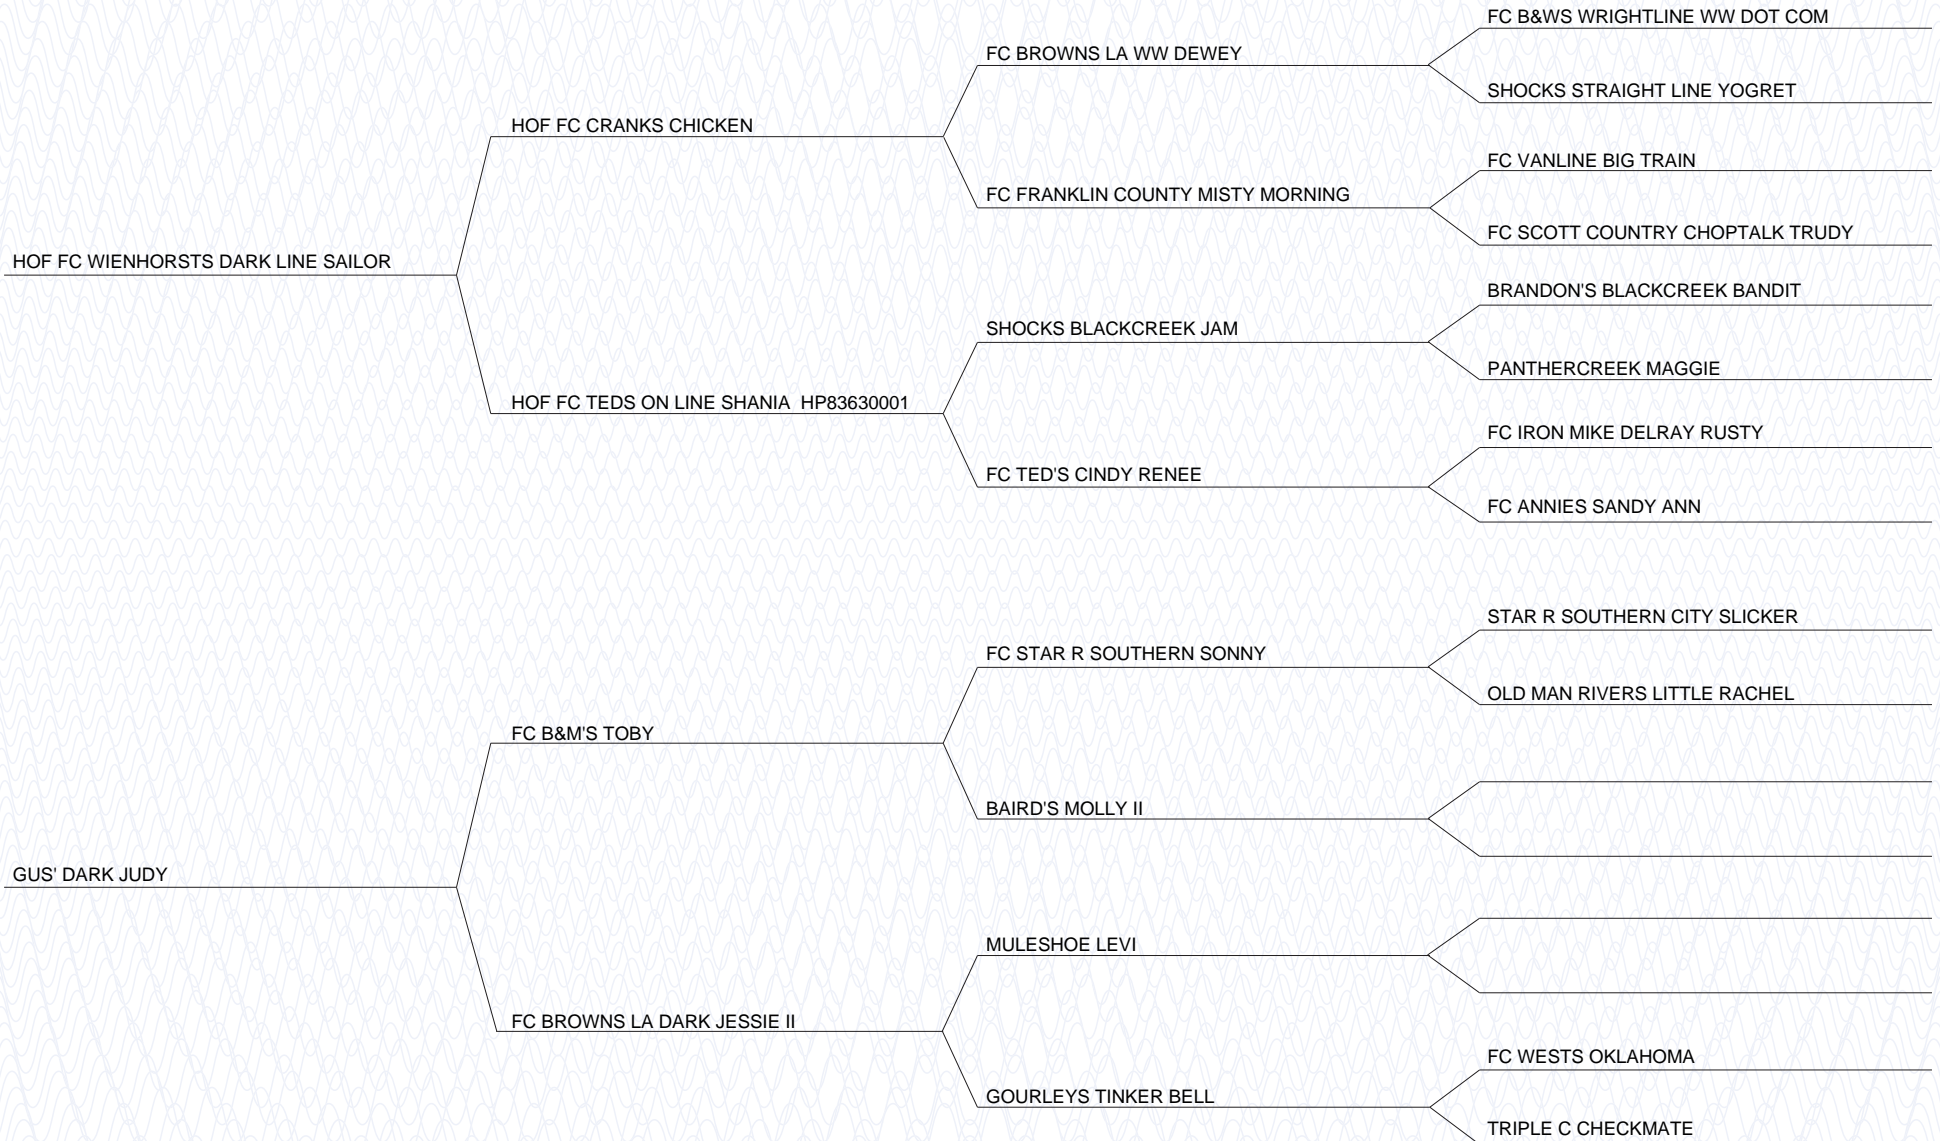 FC B&WS WRIGHTLINE WW DOT COM
FC BROWNS LA WW DEWEY
SHOCKS STRAIGHT LINE YOGRET
HOF FC CRANKS CHICKEN
FC VANLINE BIG TRAIN
FC FRANKLIN COUNTY MISTY MORNING
FC SCOTT COUNTRY CHOPTALK TRUDY
HOF FC WIENHORSTS DARK LINE SAILOR
BRANDON'S BLACKCREEK BANDIT
SHOCKS BLACKCREEK JAM
PANTHERCREEK MAGGIE
HOF FC TEDS ON LINE SHANIA  HP83630001
FC IRON MIKE DELRAY RUSTY
FC TED'S CINDY RENEE
FC ANNIES SANDY ANN
STAR R SOUTHERN CITY SLICKER
FC STAR R SOUTHERN SONNY
OLD MAN RIVERS LITTLE RACHEL
FC B&M'S TOBY
BAIRD'S MOLLY II
GUS' DARK JUDY
MULESHOE LEVI
FC BROWNS LA DARK JESSIE II
FC WESTS OKLAHOMA
GOURLEYS TINKER BELL
TRIPLE C CHECKMATE